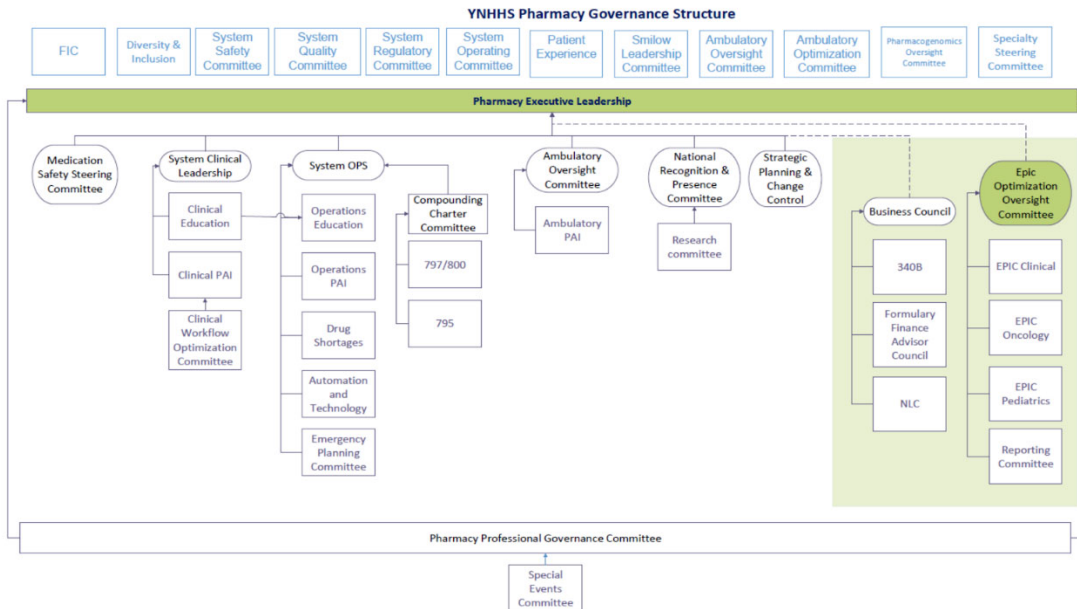 YNHHS Pharmacy Governance Structure
FIC
Diversity &
Inclusion
System
Safety
Committee
System
Quality
Committee
System
Regulatory
Committee
System
Operating
Committee
Patient
Experience
Smilow
Leadership
Committee
Ambulatory
Oversight
Committee
Ambulatory
Optimization
Committee
Pharmacogenomics
Oversight
Committee
Specialty
Steering
Committee
Pharmacy Executive Leadership
Medication
Safety Steering
Committee
System Clinical
Leadership
System OPS
Ambulatory
Oversight
Committee
National
Recognition &
Presence
Committee
Strategic
Planning &
Change
Control
Epic
Optimization
Oversight
Committee
Compounding
Charter
Committee
Business Council
Clinical
Education
Operations
Education
Ambulatory
PAI
Research
committee
797/800
340B
EPIC Clinical
Clinical PAI
Operations
PAI
795
Clinical
Workflow
Optimization
Committee
Drug
Shortages
Formulary
Finance
Advisor
Council
EPIC
Oncology
Automation
and
Technology
NLC
EPIC
Pediatrics
Emergency
Planning
Committee
Reporting
Committee
Pharmacy Professional Governance Committee
Special
Events
Committee